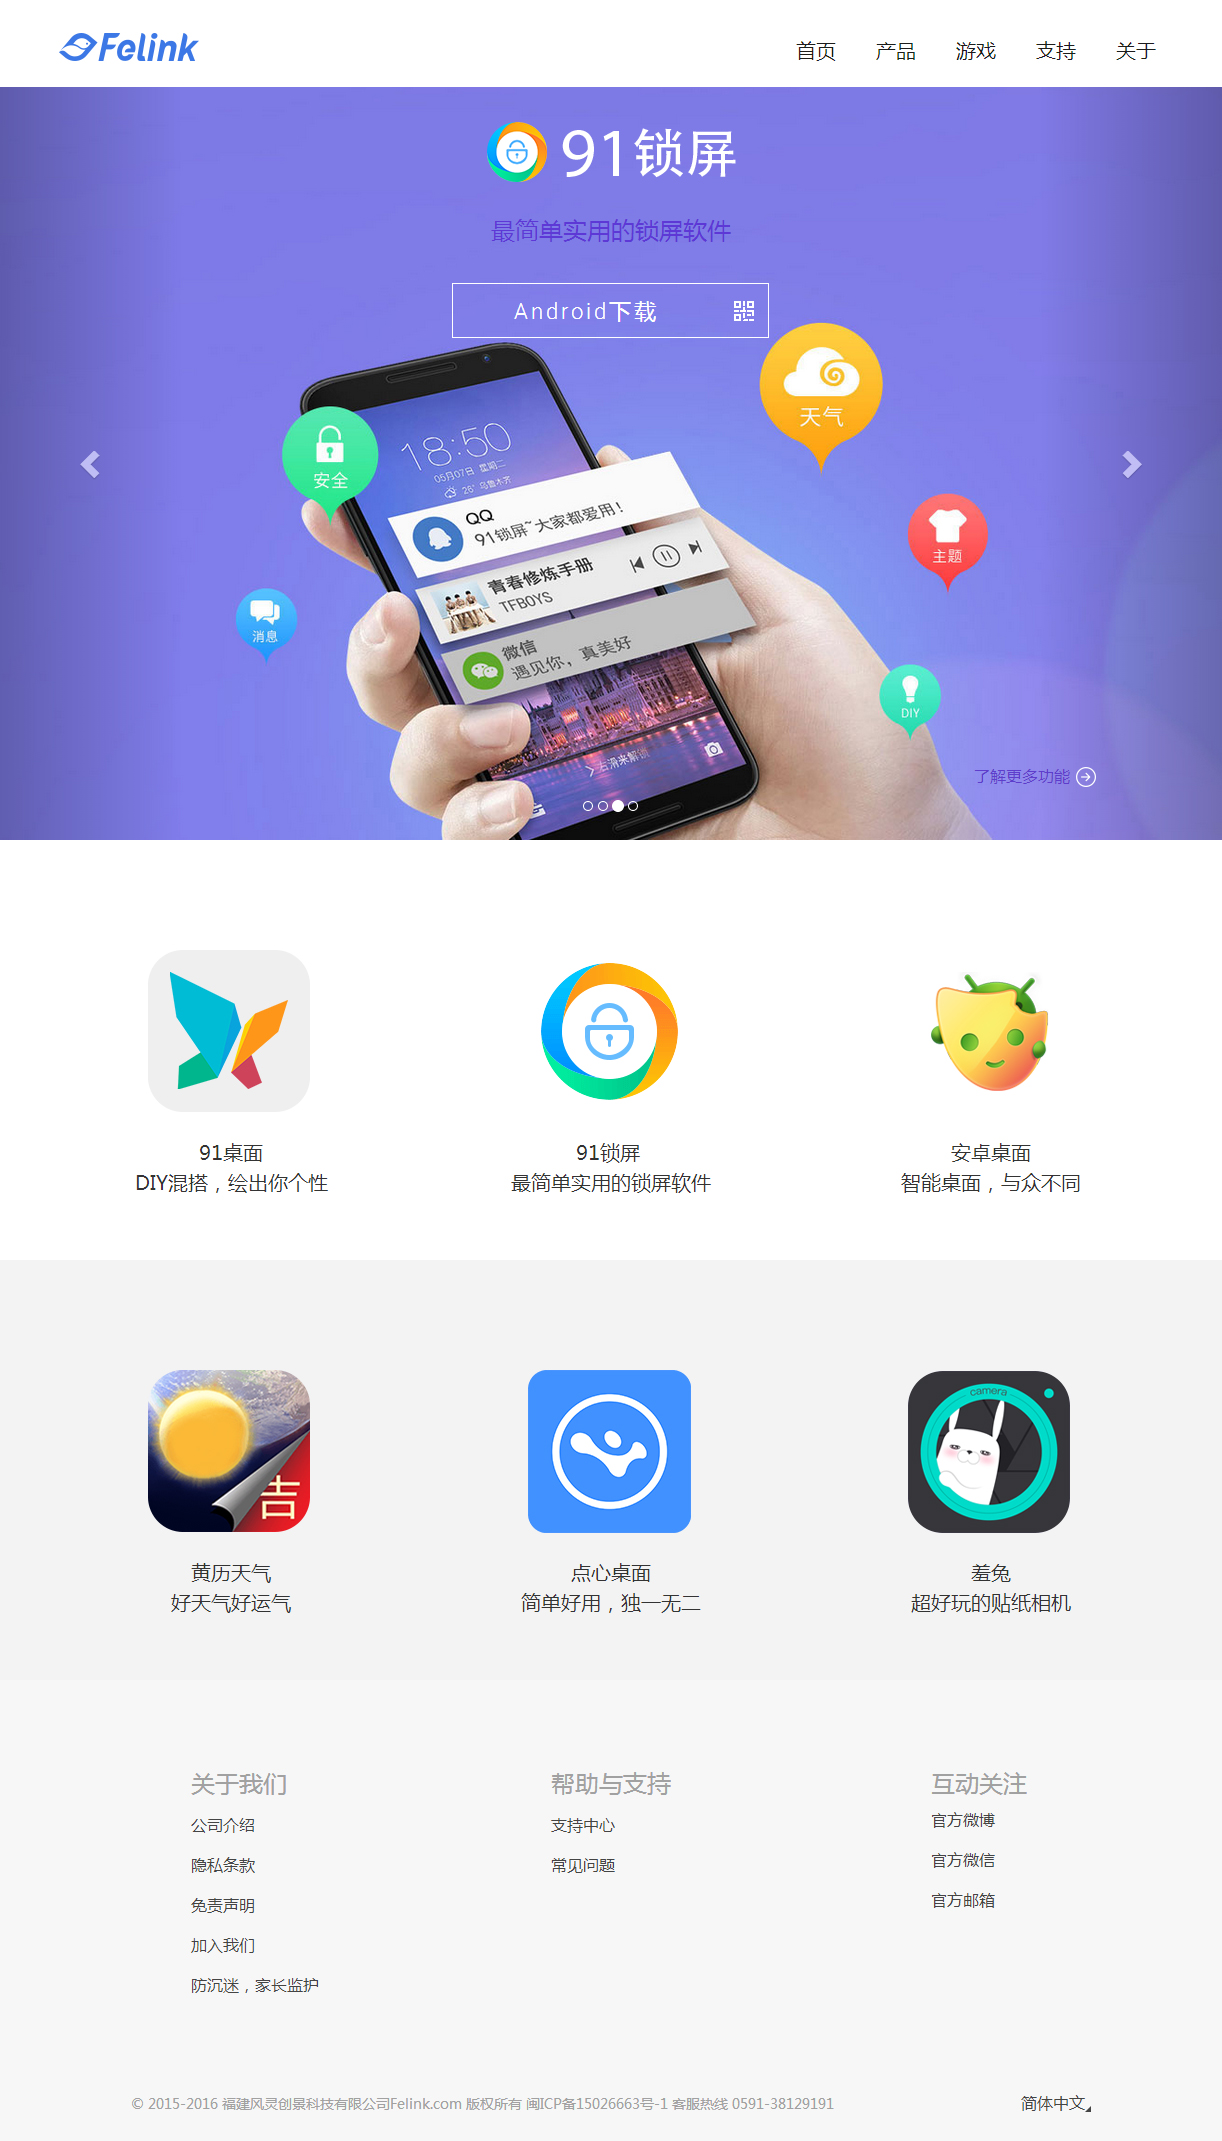 Felink
首页 产品 游戏 支持 关于
91锁屏
最简单实用的锁屏软件
Android下载
天气
安全
18:50
05月07日 星期二
26° 乌鲁木齐
QQ
91锁屏~大家都爱用!
主题
青春修炼手册
TFBOYS
消息
微信
遇见你，真美好
DIY
右滑来解锁
了解更多功能
91桌面
DIY混搭，绘出你个性
91锁屏
最简单实用的锁屏软件
安卓桌面
智能桌面，与众不同
吉
camera
黄历天气
好天气好运气
点心桌面
简单好用，独一无二
羞兔
超好玩的贴纸相机
关于我们
公司介绍
隐私条款
免责声明
加入我们
防沉迷，家长监护
帮助与支持
支持中心
常见问题
互动关注
官方微博
官方微信
官方邮箱
© 2015-2016 福建风灵创景科技有限公司Felink.com 版权所有 闽ICP备15026663号-1 客服热线 0591-38129191
简体中文